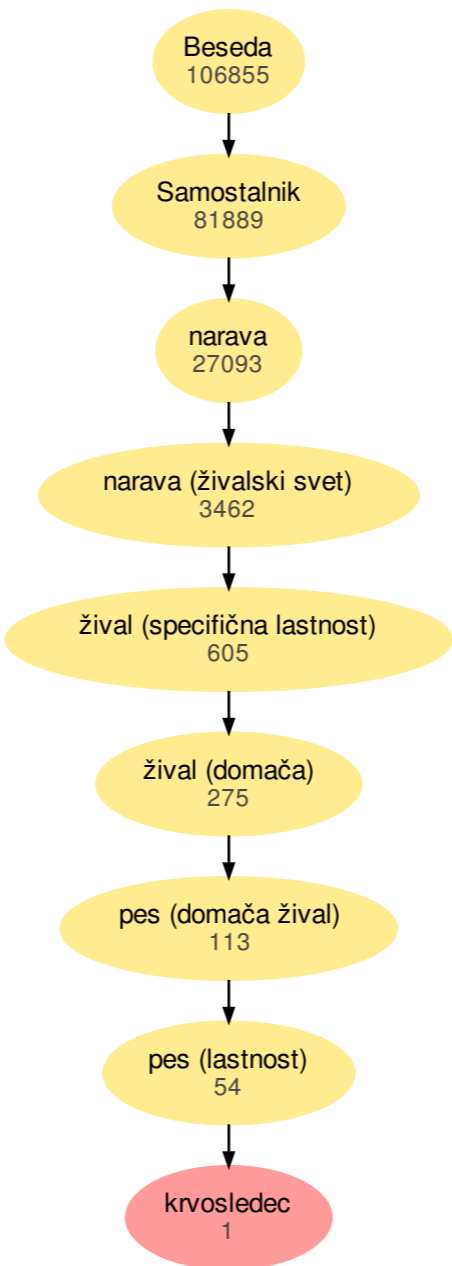 Beseda
106855
Samostalnik
81889
narava
27093
narava (živalski svet)
3462
žival (specifična lastnost)
605
žival (domača)
275
pes (domača žival)
113
pes (lastnost)
54
krvosledec
1